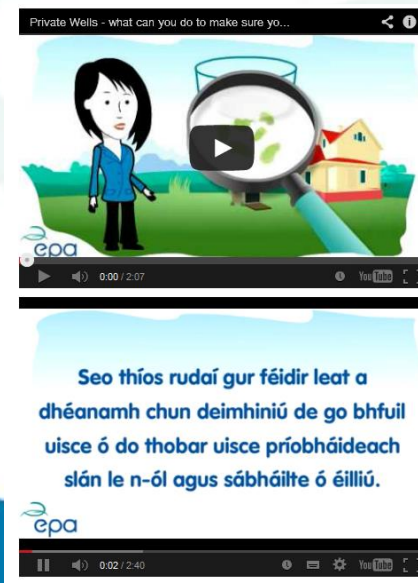 Private Wells - what can you do to make sure yo...
epa
0:00 / 2:07
YouTube
Seo thíos rudaí gur féidir leat a
dhéanamh chun deimhiniú de go bhfuil
uisce ó do thobar uisce príobháideach
slán le n-ól agus sábháilte ó éilliú.
epa
0:02 / 2:40
YouTube